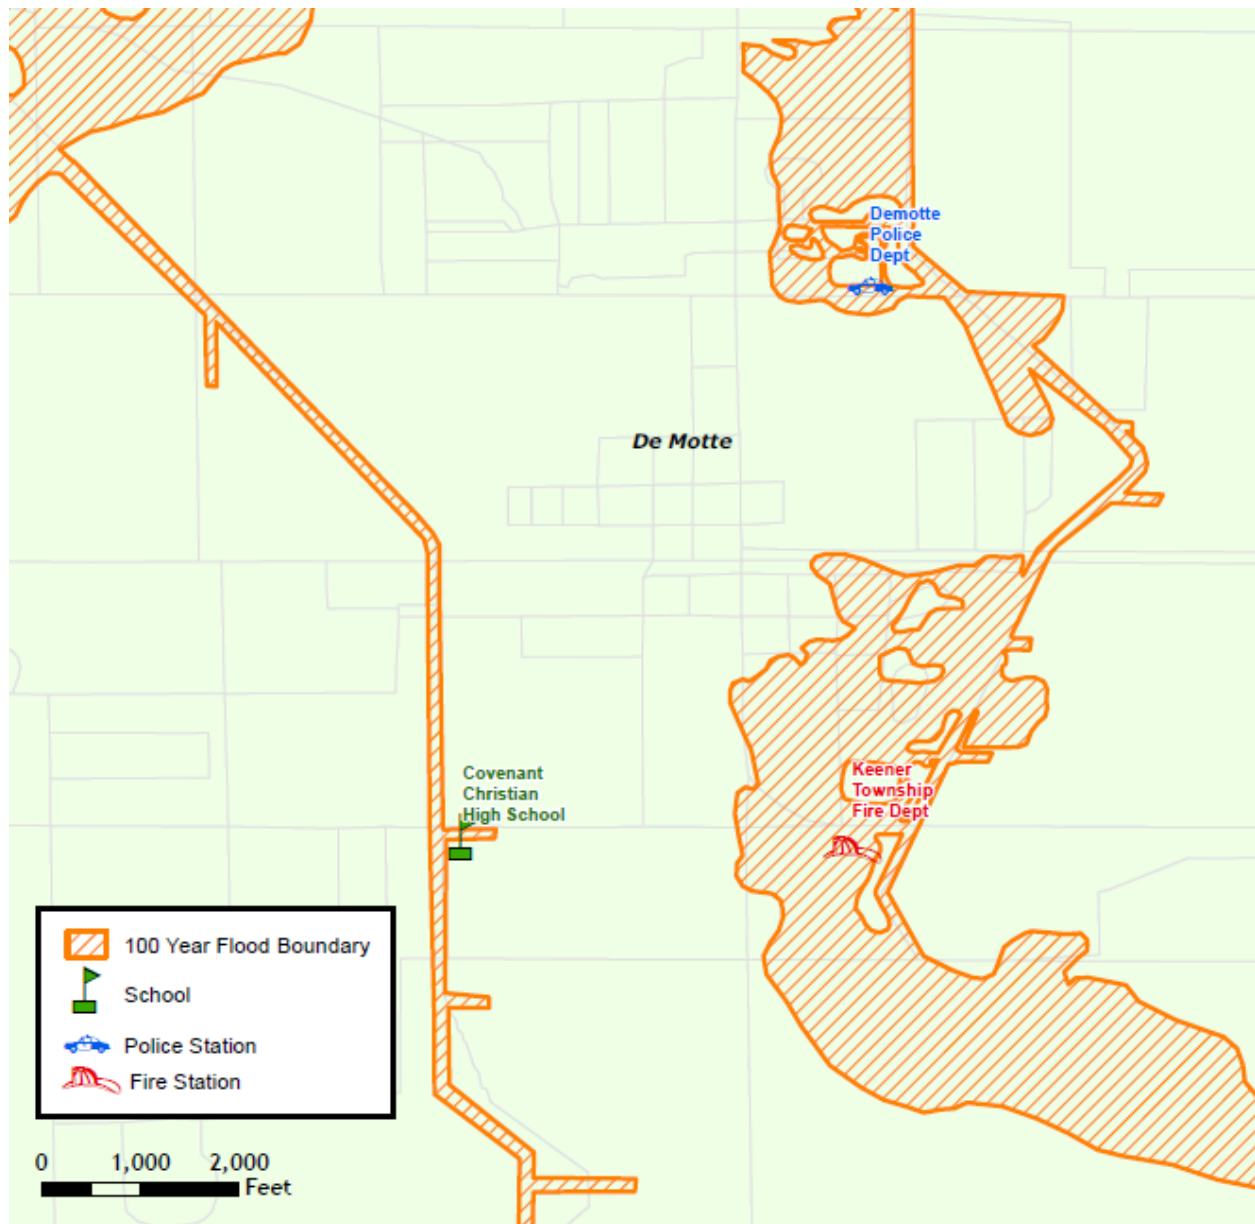 Demotte
Police
Dept
De Motte
Covenant
Christian
High School
Keener
Township
Fire Dept
100 Year Flood Boundary
School
Police Station
Fire Station
0 1,000 2,000
Feet